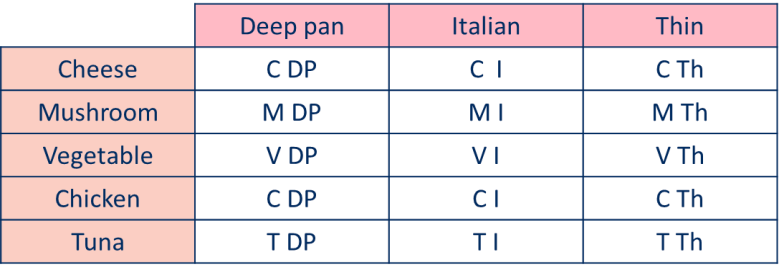 Deep pan Italian Thin
Cheese C DP C I C Th
Mushroom M DP M I M Th
Vegetable V DP V I V Th
Chicken C DP C I C Th
Tuna T DP T I T Th